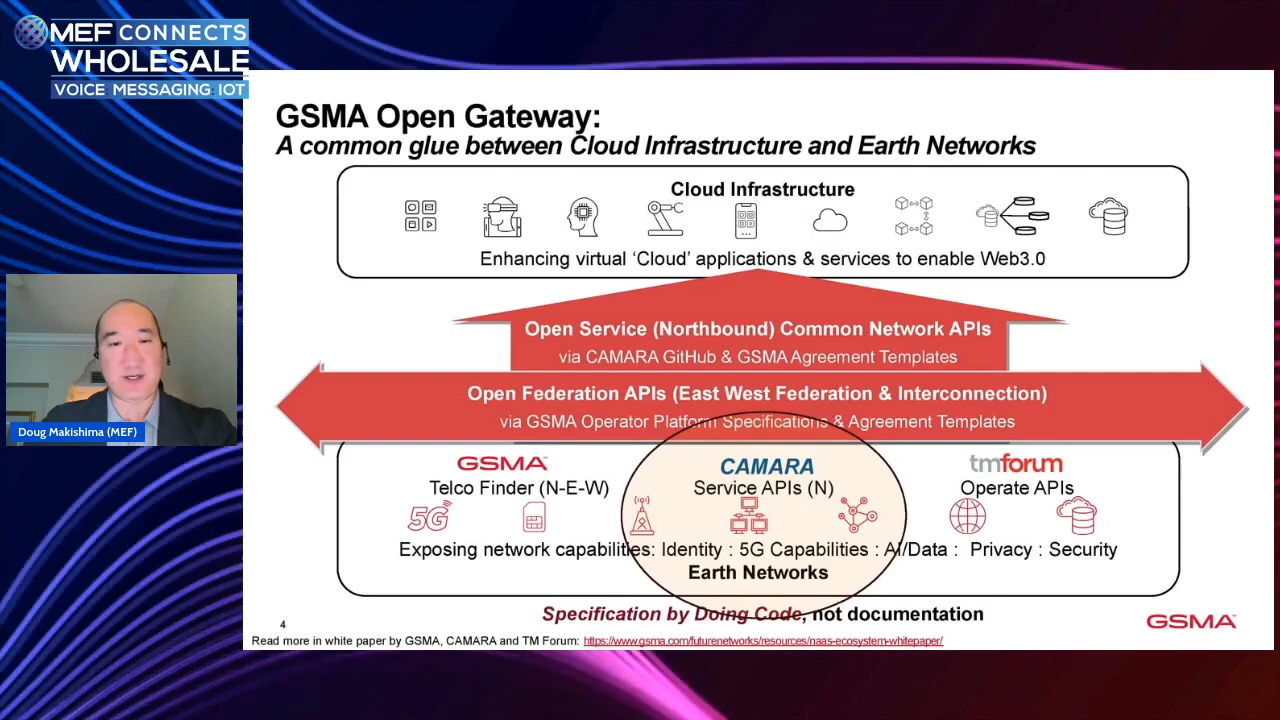 MEF CONNECTS
WHOLESALE
VOICE MESSAGING IOT
GSMA Open Gateway:
A common glue between Cloud Infrastructure and Earth Networks
Cloud Infrastructure
Enhancing virtual ‘Cloud’ applications & services to enable Web3.0
Open Service (Northbound) Common Network APIs
via CAMARA GitHub & GSMA Agreement Templates
Open Federation APIs (East West Federation & Interconnection)
via GSMA Operator Platform Specifications & Agreement Templates
Doug Makishima (MEF)
GSMA CAMARA tmforum
Telco Finder (N-E-W) Service APIs (N) Operate APIs
5G
Exposing network capabilities: Identity : 5G Capabilities : AI/Data : Privacy : Security
Earth Networks
Specification by Doing Code, not documentation
4
GSMA
Read more in white paper by GSMA, CAMARA and TM Forum: https://www.gsma.com/futurenetworks/resources/naas-ecosystem-whitepaper/